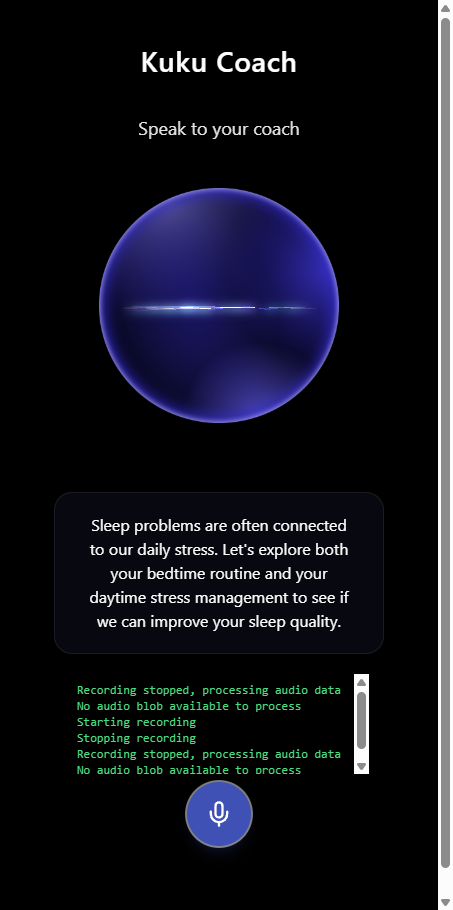 Kuku Coach
Speak to your coach
Sleep problems are often connected
to our daily stress. Let's explore both
your bedtime routine and your
daytime stress management to see if
we can improve your sleep quality.
Recording stopped, processing audio data
No audio blob available to process
Starting recording
Stopping recording
Recording stopped, processing audio data
No audio blob available to process